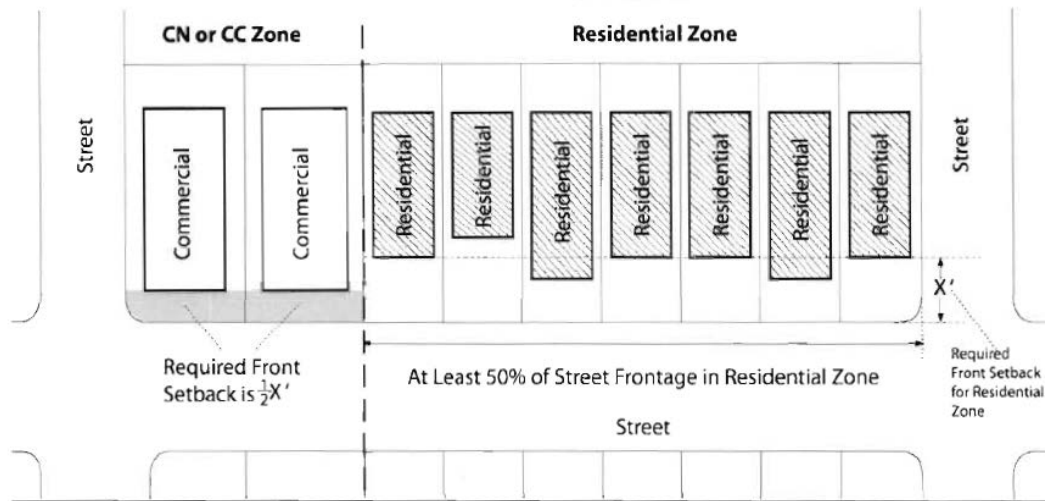 CN or CC Zone
Residential Zone
Street
Commercial
Commercial
Residential
Residential
Residential
Residential
Residential
Residential
Residential
Street
X'
Required Front
Setback is ½X'
At Least 50% of Street Frontage in Residential Zone
Required
Front Setback
for Residential
Zone
Street